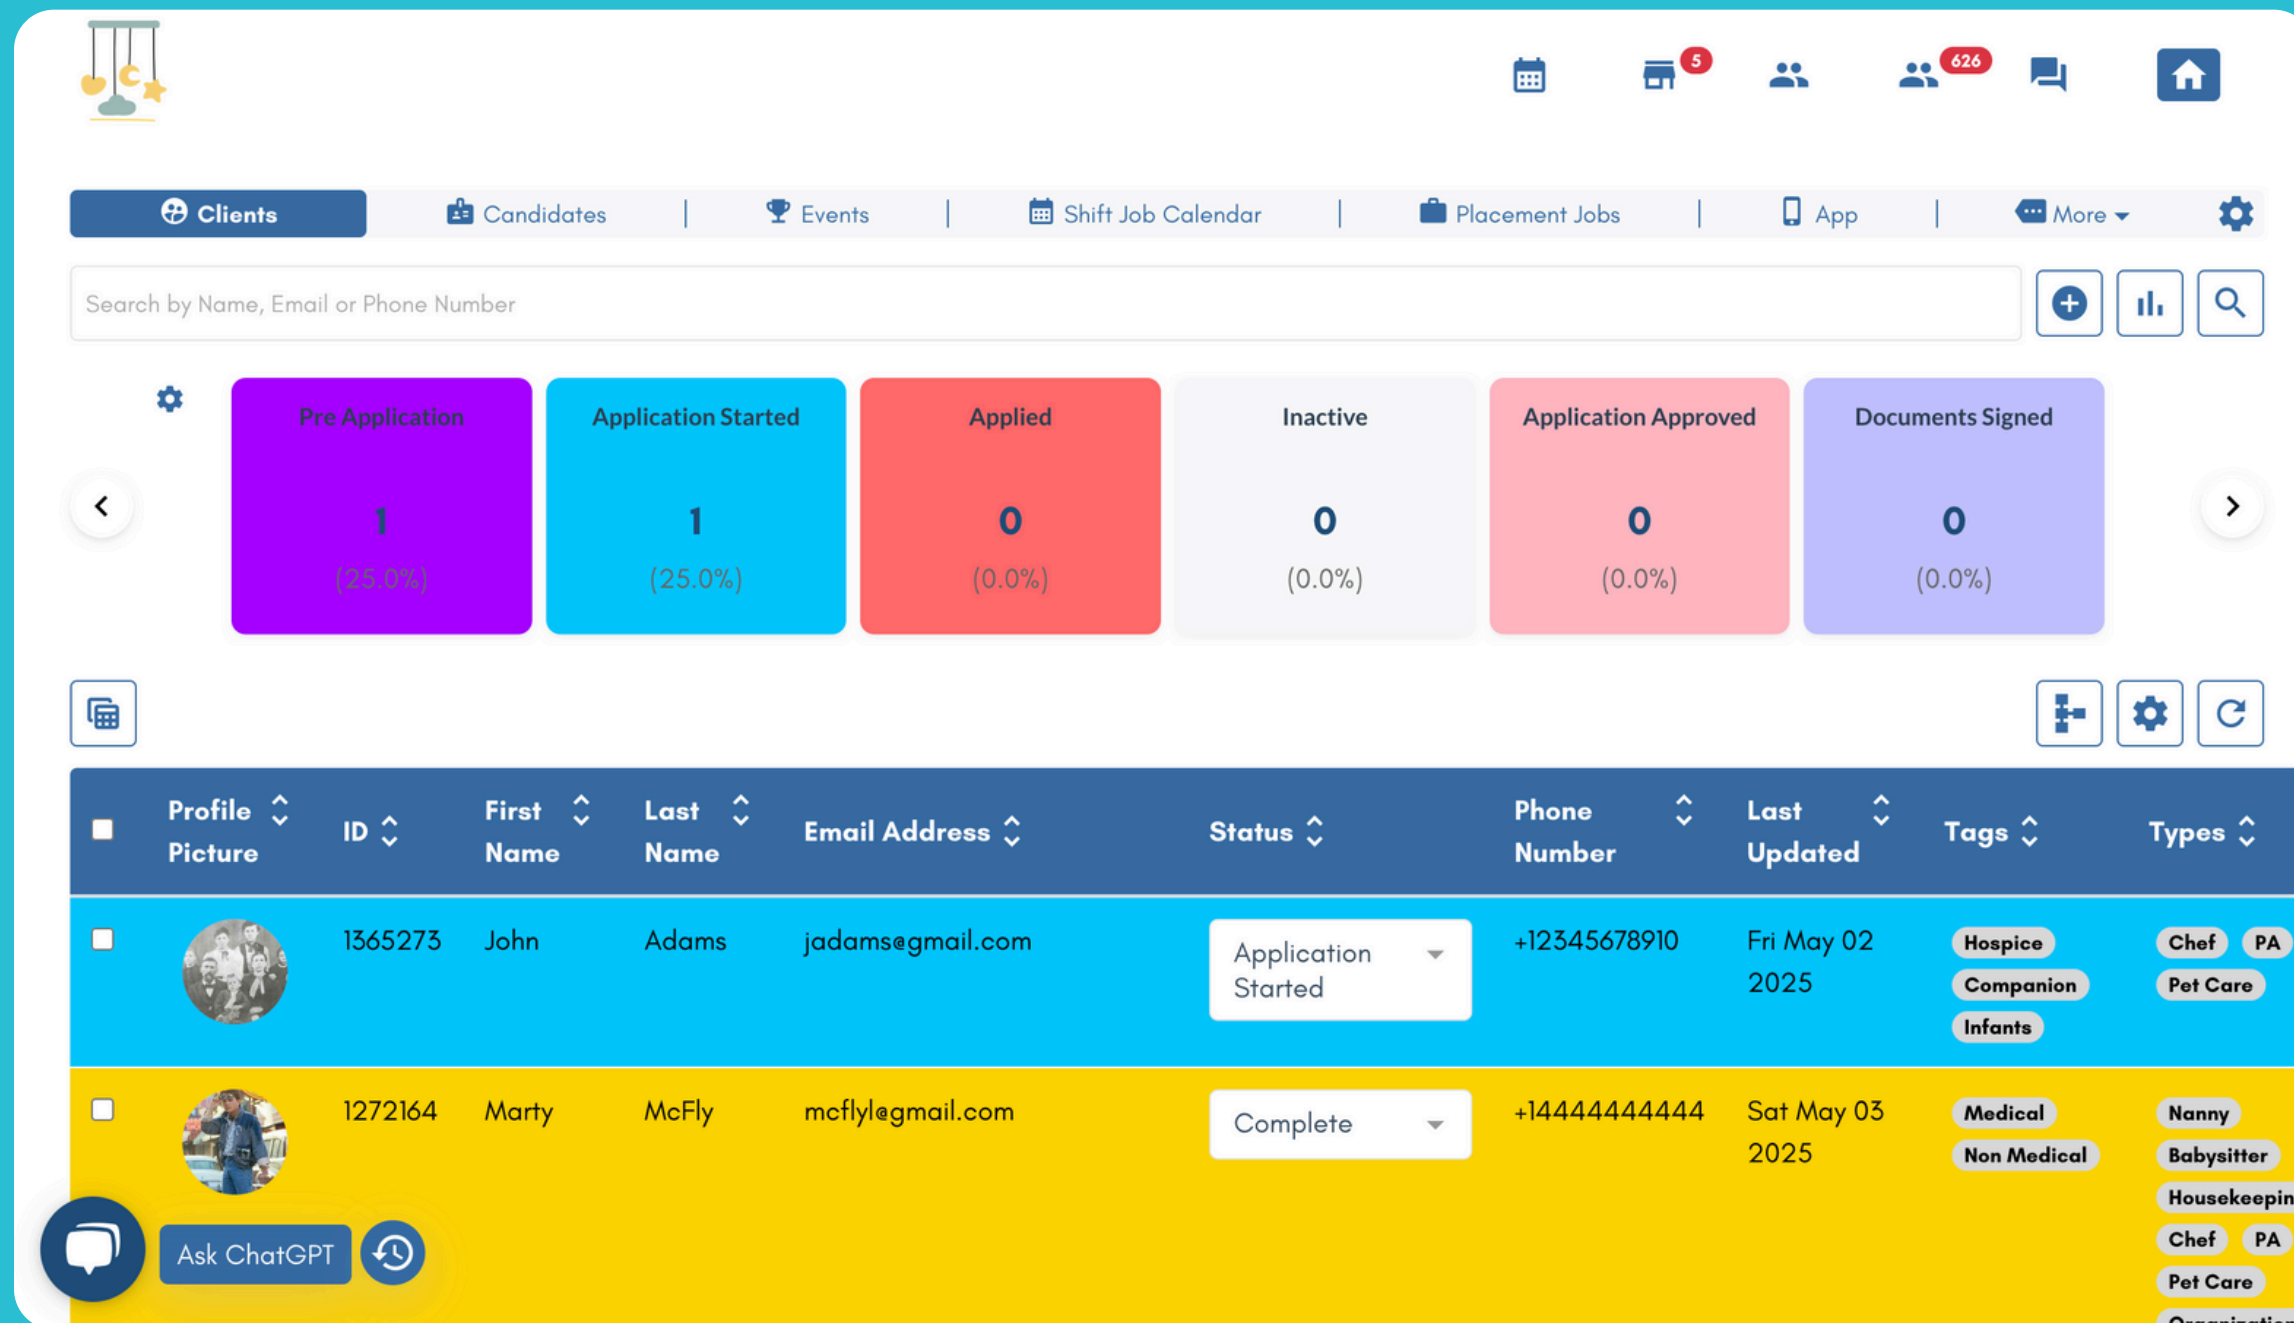 5
626
Clients
Candidates
Events
Shift Job Calendar
Placement Jobs
App
More
Search by Name, Email or Phone Number
Pre Application
1
(25.0%)
Application Started
1
(25.0%)
Applied
0
(0.0%)
Inactive
0
(0.0%)
Application Approved
0
(0.0%)
Documents Signed
0
(0.0%)
Profile
Picture
ID
First
Name
Last
Name
Email Address
Status
Phone
Number
Last
Updated
Tags
Types
1365273
John
Adams
jadams@gmail.com
Application
Started
+12345678910
Fri May 02
2025
Hospice
Companion
Infants
Chef PA
Pet Care
1272164
Marty
McFly
mcflyl@gmail.com
Complete
+14444444444
Sat May 03
2025
Medical
Non Medical
Nanny
Babysitter
Housekeepin
Chef PA
Pet Care
Ask ChatGPT